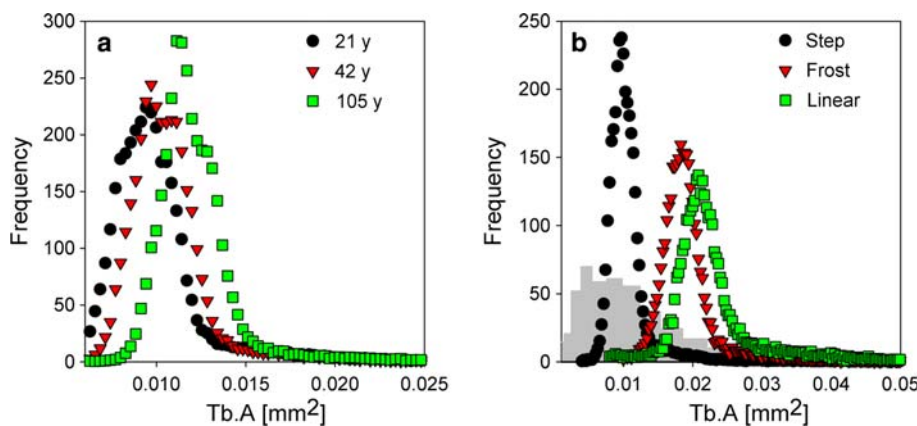 a
21 y
42 y
105 y
Frequency
300
250
200
150
100
50
0
0.010
0.015
0.020
0.025
Tb.A [mm²]
b
Step
Frost
Linear
Frequency
250
200
150
100
50
0
0.01
0.02
0.03
0.04
0.05
Tb.A [mm²]